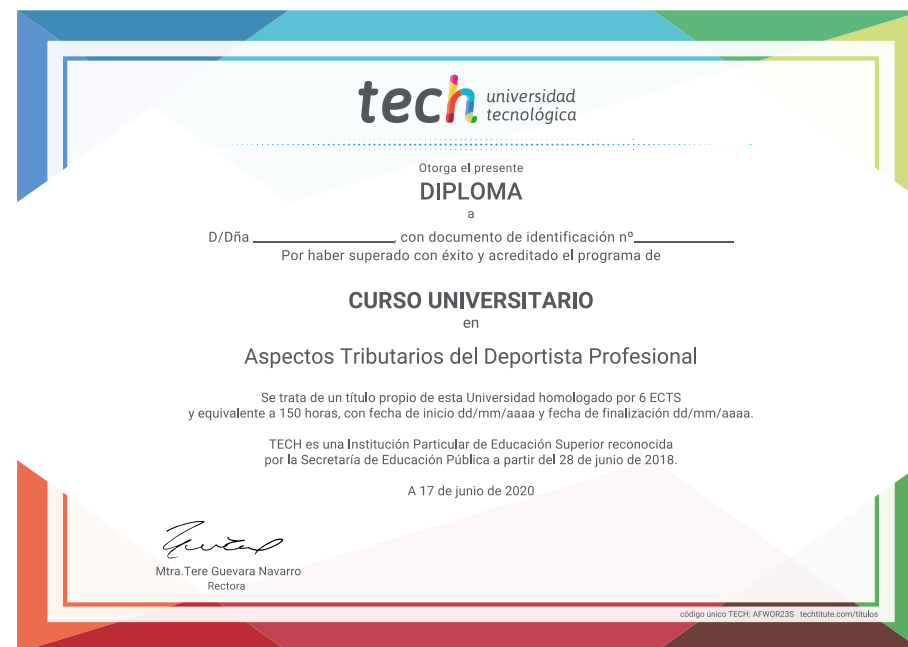 tech universidad
tecnológica
Otorga el presente
DIPLOMA
a
D/Dña ______________, con documento de identificación nº__________
Por haber superado con éxito y acreditado el programa de
CURSO UNIVERSITARIO
en
Aspectos Tributarios del Deportista Profesional
Se trata de un título propio de esta Universidad homologado por 6 ECTS
y equivalente a 150 horas, con fecha de inicio dd/mm/aaaa y fecha de finalización dd/mm/aaaa.
TECH es una Institución Particular de Educación Superior reconocida
por la Secretaría de Educación Pública a partir del 28 de junio de 2018.
A 17 de junio de 2020
Mtra.Tere Guevara Navarro
Rectora
código único TECH: AFWOR23S techtitute.com/titulos